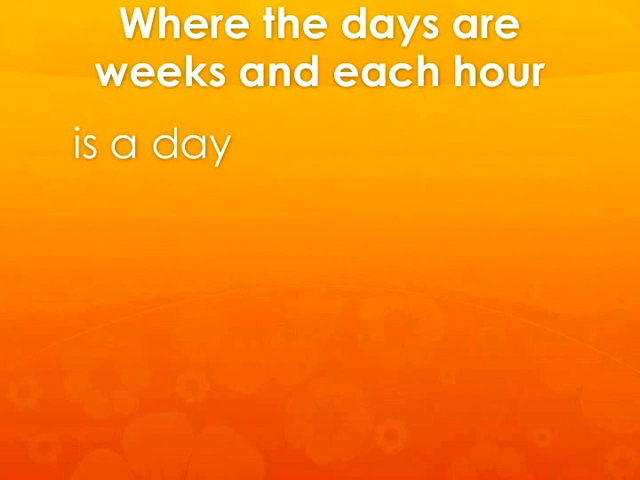 Where the days are
weeks and each hour
is a day